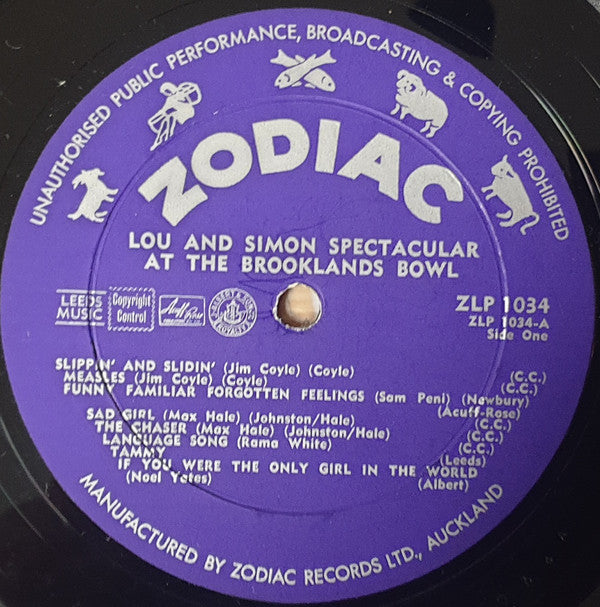 UNAUTHORISED PUBLIC PERFORMANCE, BROADCASTING & COPYING PROHIBITED
ZODIAC
LOU AND SIMON SPECTACULAR
AT THE BROOKLANDS BOWL
LEEDS MUSIC
Copyright Control
Acuff-Rose
ZLP 1034
ZLP 1034-A
Side One
SLIPPIN' AND SLIDIN' (Jim Coyle) (Coyle) (C.C.)
MEASLES (Jim Coyle) (Coyle) (C.C.)
FUNNY FAMILIAR FORGOTTEN FEELINGS (Sam Peni) (Newbury)
(Acuff-Rose)
SAD GIRL (Max Hale) (Johnston/Hale) (C.C.)
THE CHASER (Max Hale) (Johnston/Hale) (C.C.)
LANGUAGE SONG (Rama White) (C.C.)
TAMMY (Leeds)
IF YOU WERE THE ONLY GIRL IN THE WORLD
(Noel Yates) (Albert)
MANUFACTURED BY ZODIAC RECORDS LTD., AUCKLAND